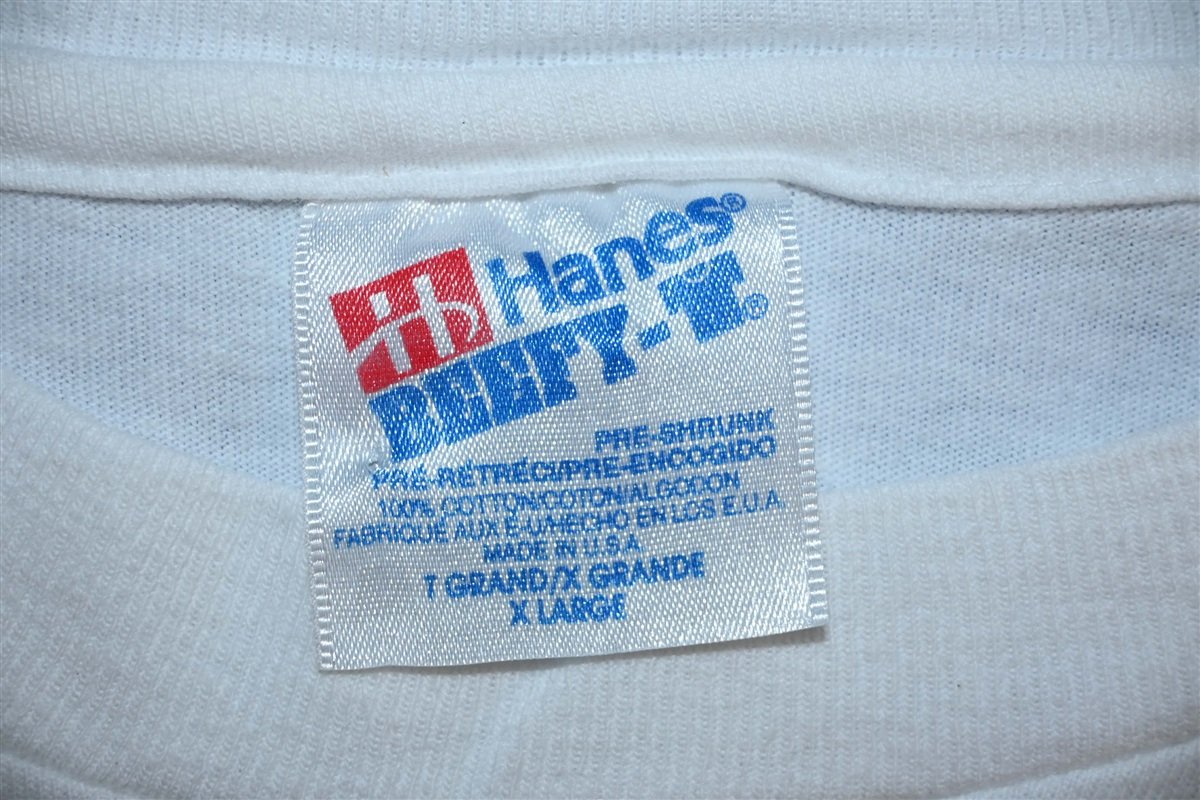 Hanes®
BEEFY-T®
PRE-SHRUNK
PRÉ-RÉTRÉCI/PRE-ENCOGIDO
100% COTTON/COTON/ALGODON
FABRIQUÉ AUX É-U/HECHO EN LOS E.U.A.
MADE IN U.S.A.
T GRAND/X GRANDE
X LARGE